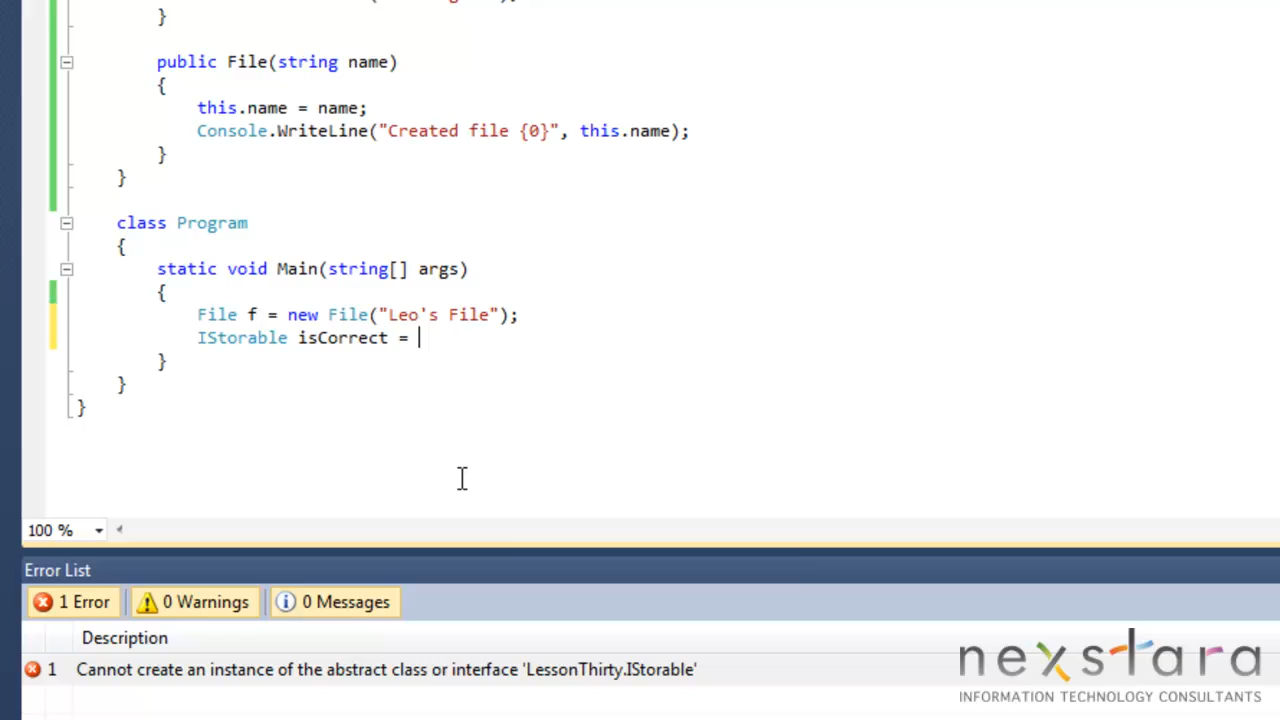 }
public File(string name)
{
this.name = name;
Console.WriteLine("Created file {0}", this.name);
}
}
class Program
{
static void Main(string[] args)
{
File f = new File("Leo's File");
IStorable isCorrect =
}
}
}
100 %
Error List
1 Error
0 Warnings
0 Messages
Description
1 Cannot create an instance of the abstract class or interface 'LessonThirty.IStorable'
nexstara
INFORMATION TECHNOLOGY CONSULTANTS